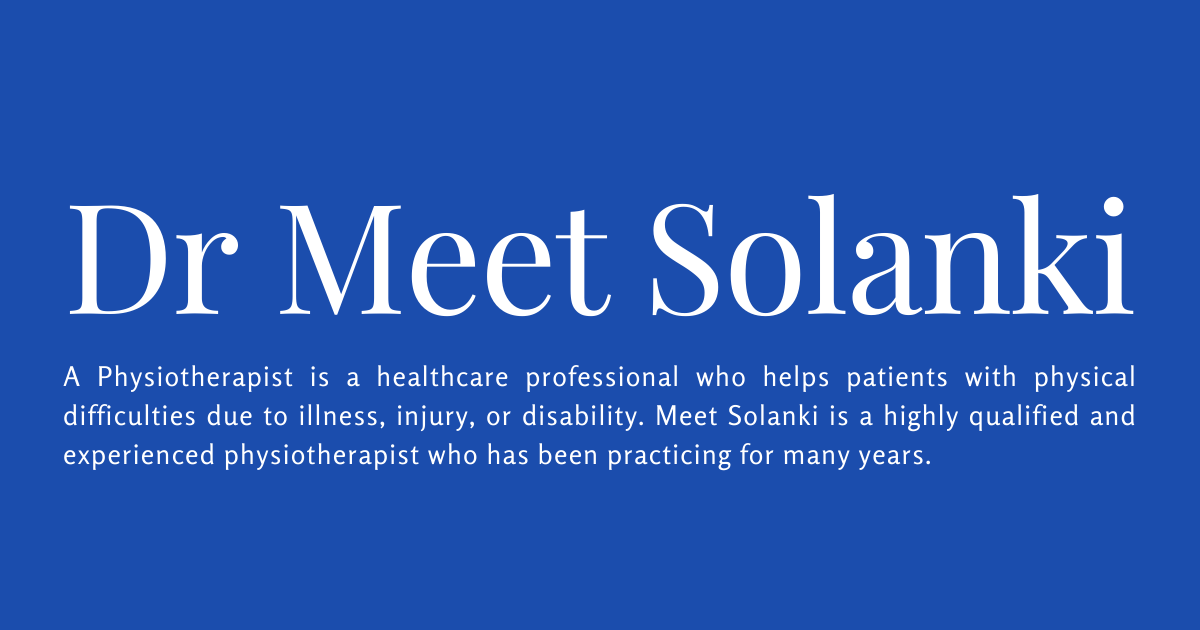 Dr Meet Solanki
A Physiotherapist is a healthcare professional who helps patients with physical
difficulties due to illness, injury, or disability. Meet Solanki is a highly qualified and
experienced physiotherapist who has been practicing for many years.